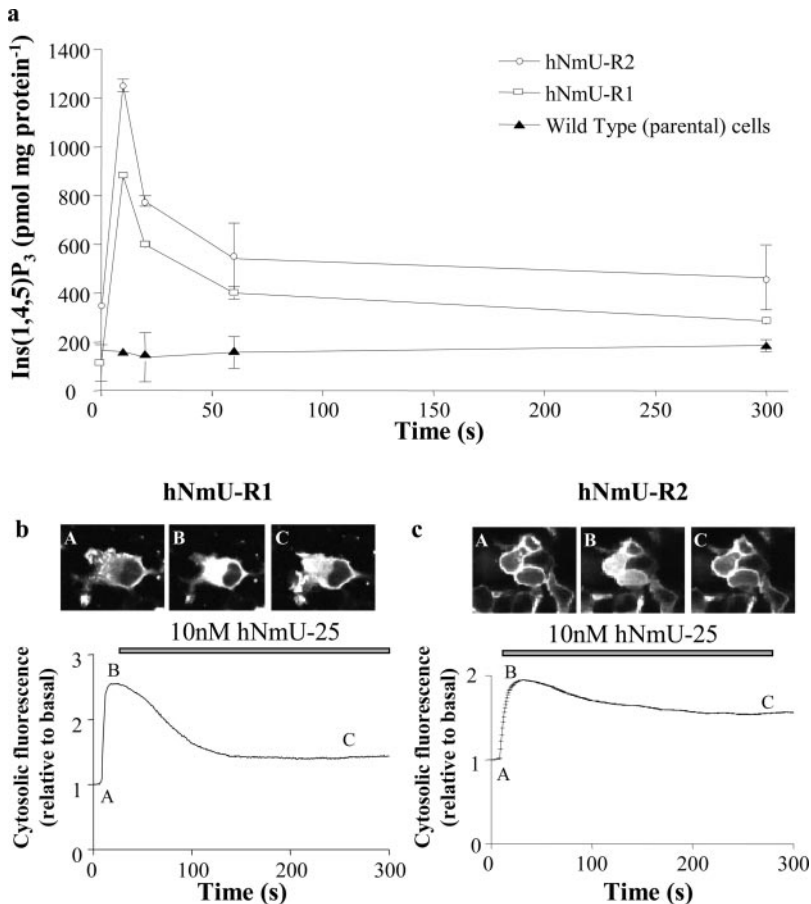 a
Ins(1,4,5)P3 (pmol mg protein-1)
1400
1200
1000
800
600
400
200
0
hNmU-R2
hNmU-R1
Wild Type (parental) cells
0 50 100 150 200 250 300
Time (s)
hNmU-R1
b
A B C
10nM hNmU-25
Cytosolic fluorescence
(relative to basal)
3
2
1
0
B
C
A
0 100 200 300
Time (s)
hNmU-R2
c
A B C
10nM hNmU-25
Cytosolic fluorescence
(relative to basal)
2
1
0
B
C
A
0 100 200 300
Time (s)